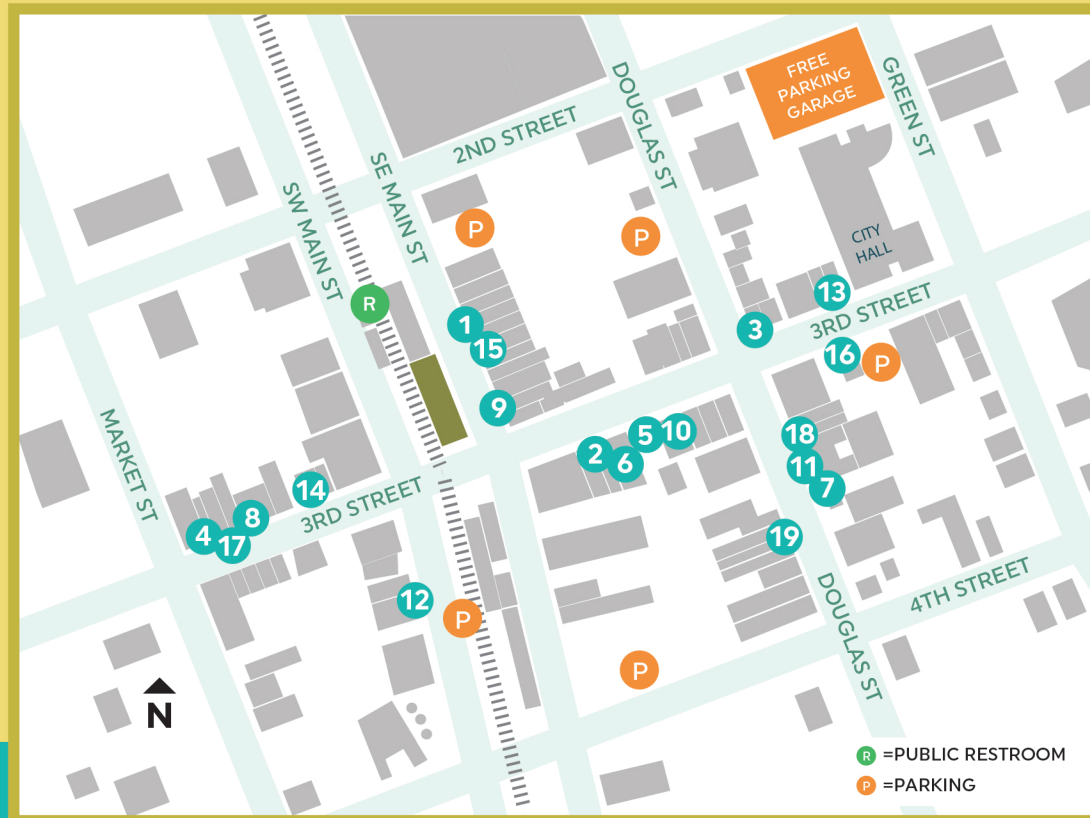 FREE
PARKING
GARAGE
DOUGLAS ST
GREEN ST
2ND STREET
SE MAIN ST
SW MAIN ST
P
P
CITY
HALL
R
13
3RD STREET
1
3
15
16
P
9
MARKET ST
18
5
10
2
6
11
7
14
3RD STREET
8
4
17
19
12
P
4TH STREET
DOUGLAS ST
P
N
R =PUBLIC RESTROOM
P =PARKING